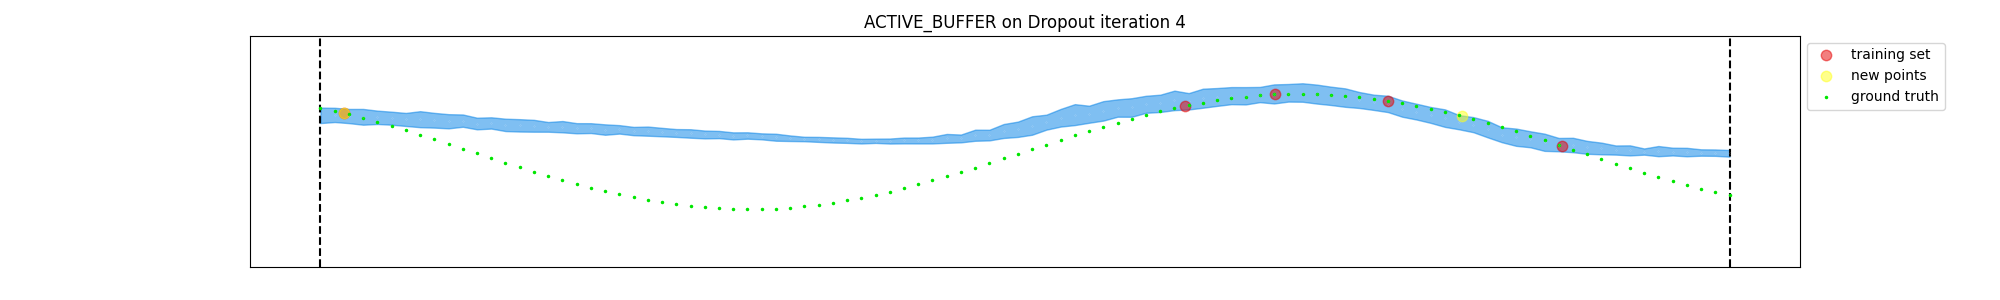 ACTIVE_BUFFER on Dropout iteration 4
training set
new points
ground truth